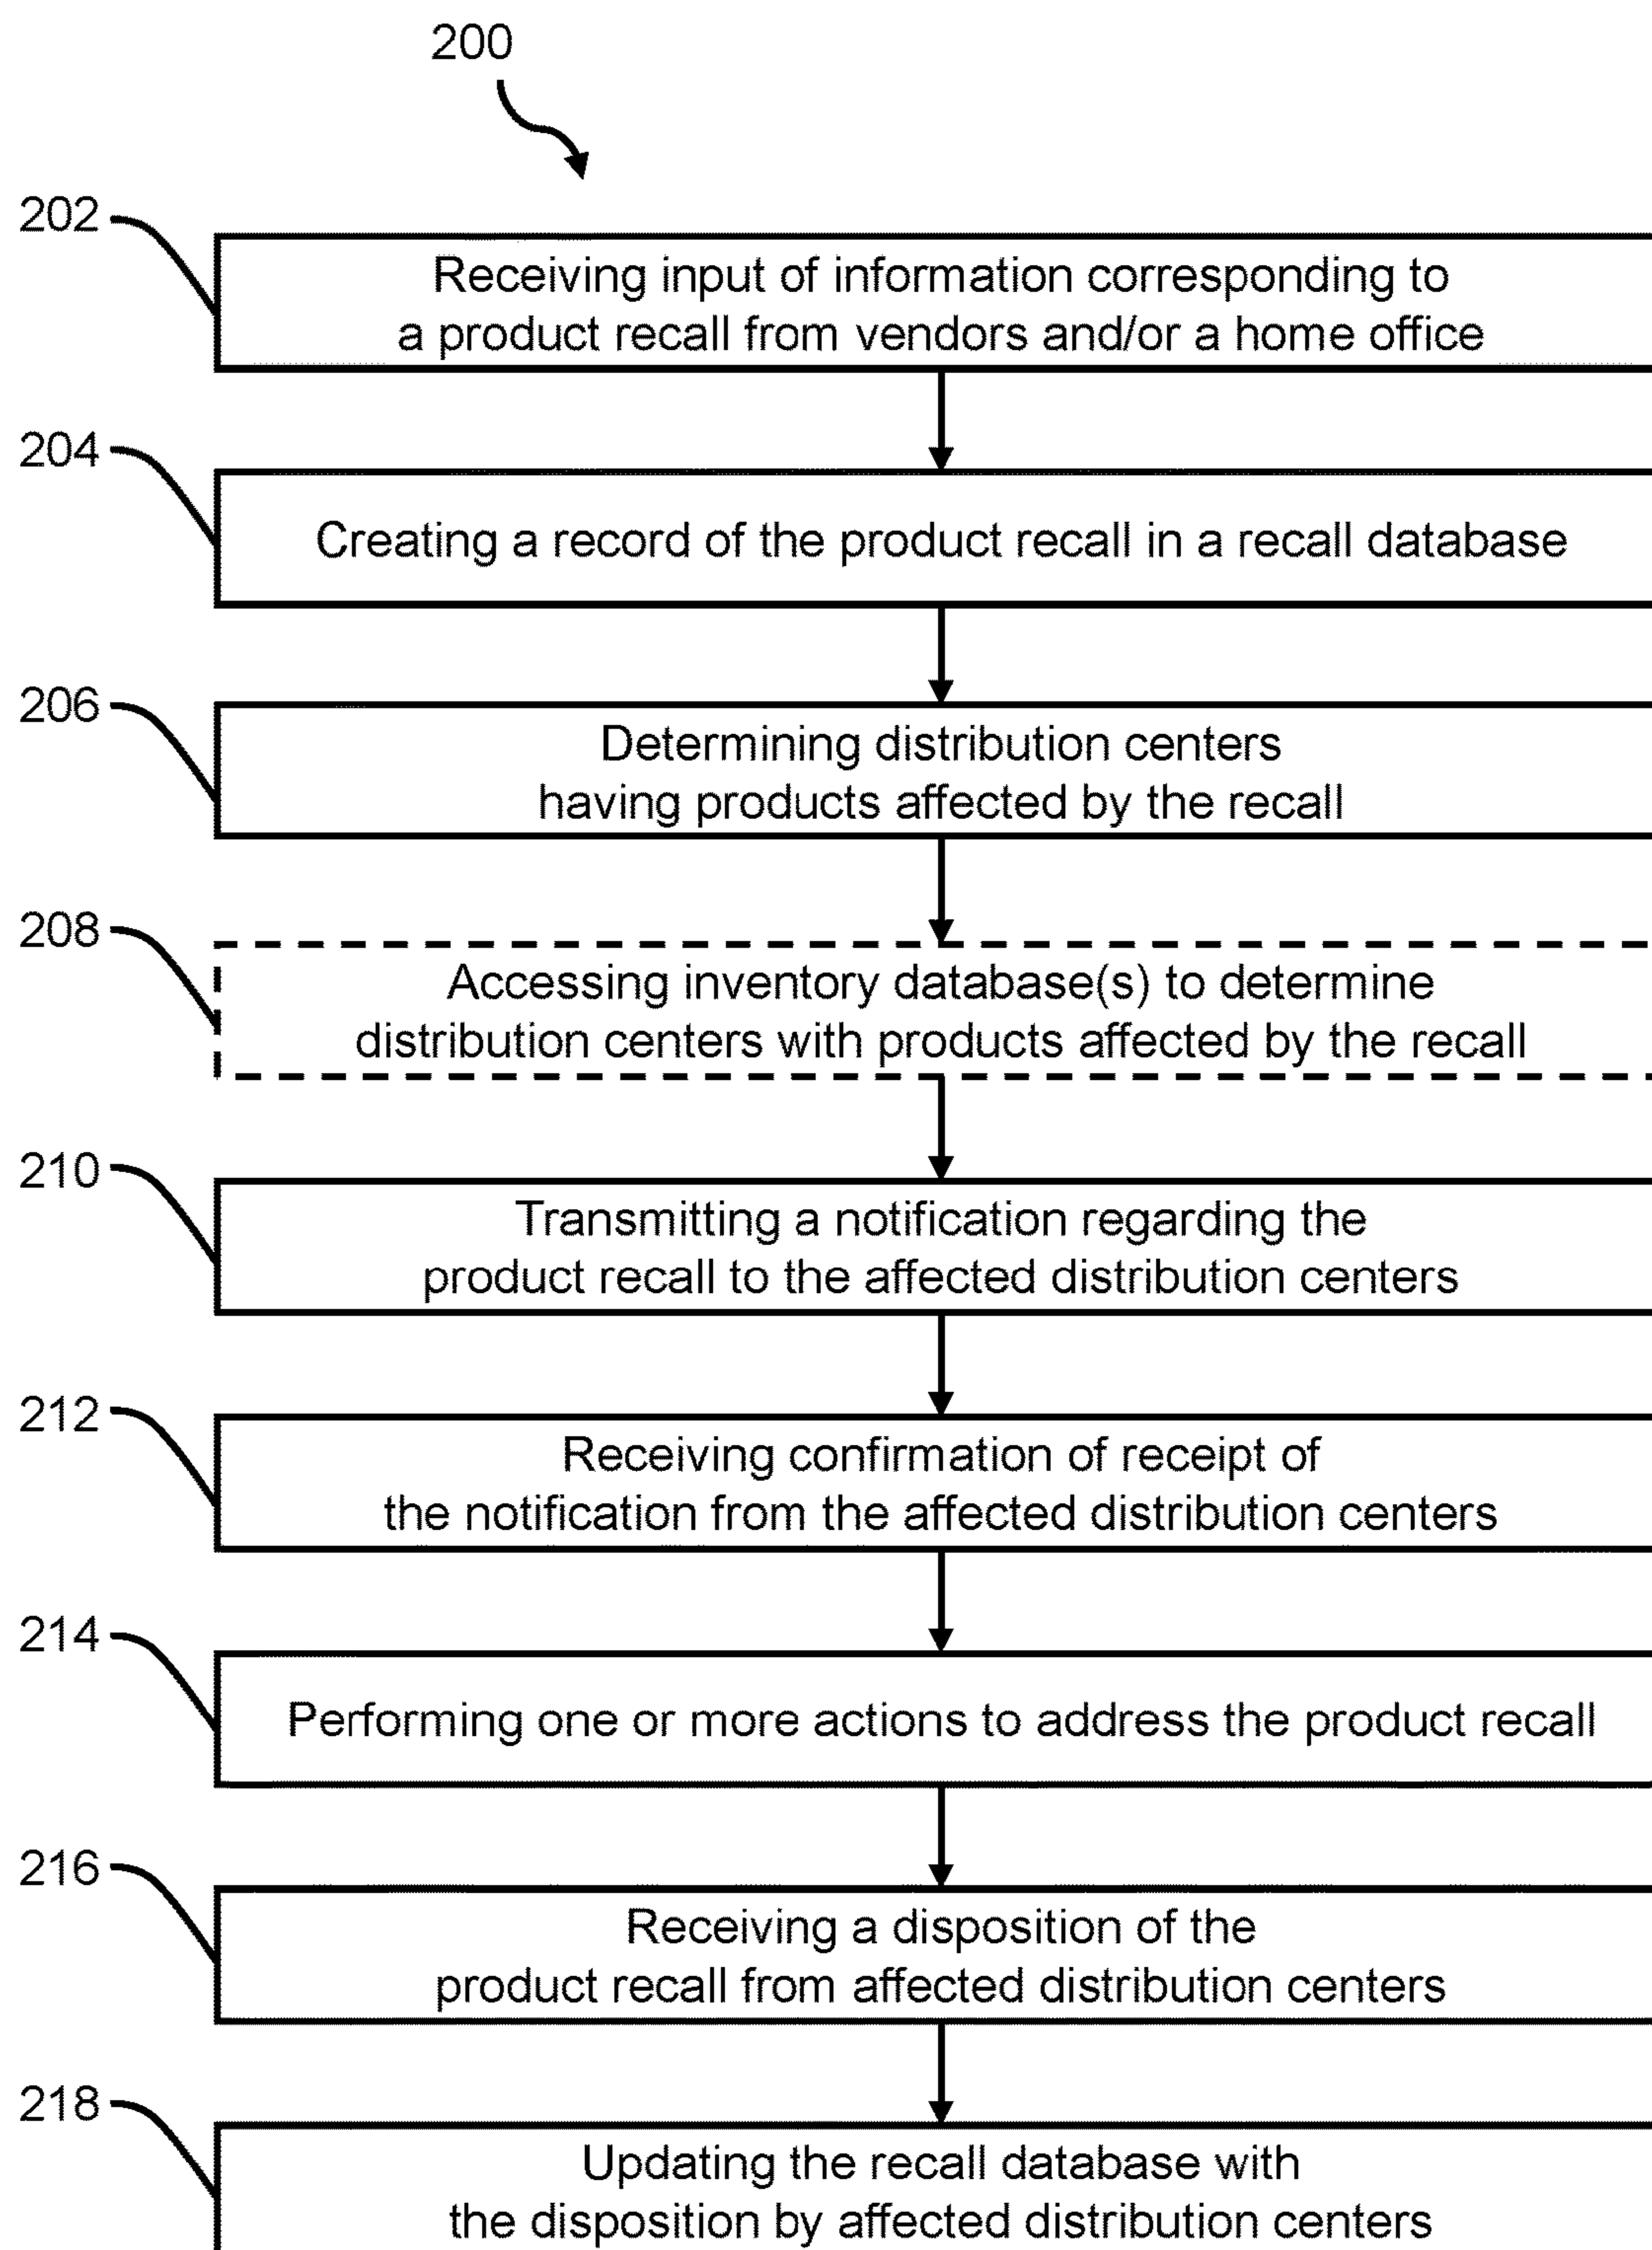 200
202
Receiving input of information corresponding to
a product recall from vendors and/or a home office
204
Creating a record of the product recall in a recall database
206
Determining distribution centers
having products affected by the recall
208
Accessing inventory database(s) to determine
distribution centers with products affected by the recall
210
Transmitting a notification regarding the
product recall to the affected distribution centers
212
Receiving confirmation of receipt of
the notification from the affected distribution centers
214
Performing one or more actions to address the product recall
216
Receiving a disposition of the
product recall from affected distribution centers
218
Updating the recall database with
the disposition by affected distribution centers